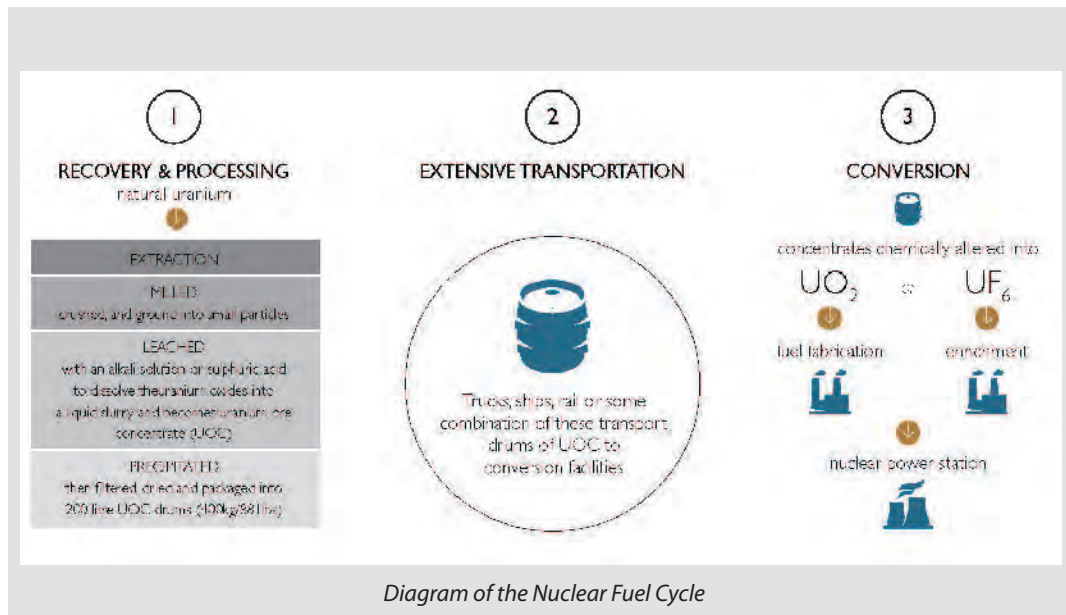 1
RECOVERY & PROCESSING
natural uranium
EXTRACTION
MILLED
crushed, and ground into small particles
LEACHED
with an alkali solution or sulphuric acid
to dissolve theuranium oxides into
a liquid slurry and becomes uranium ore
concentrate (UOC)
PRECIPITATED
then filtered, dried and packaged into
200 litre UOC drums (400kg/881lbs)
2
EXTENSIVE TRANSPORTATION
Trucks, ships, rail or some
combination of these transport
drums of UOC to
conversion facilities
3
CONVERSION
concentrates chemically altered into
UO2 or UF6
fuel fabrication enrichment
nuclear power station
Diagram of the Nuclear Fuel Cycle